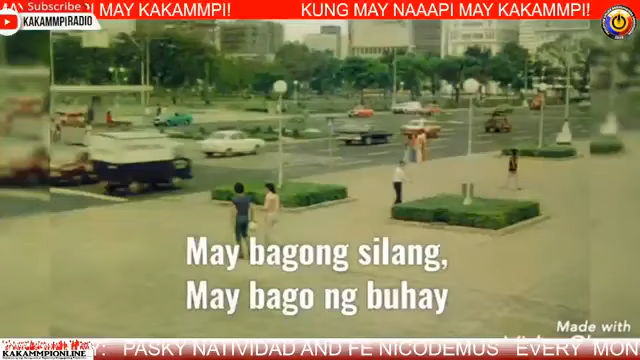 Subscribe
KAKAMMPIRADIO
NI MAY KAKAMMPI!
KUNG MAY NAAAPI MAY KAKAMMPI!
May bagong silang,
May bago ng buhay
Made with
KAKAMMPIONLINE
Y: "PASKY NATIVIDAD AND FE NICODEMUS" EVERY MON